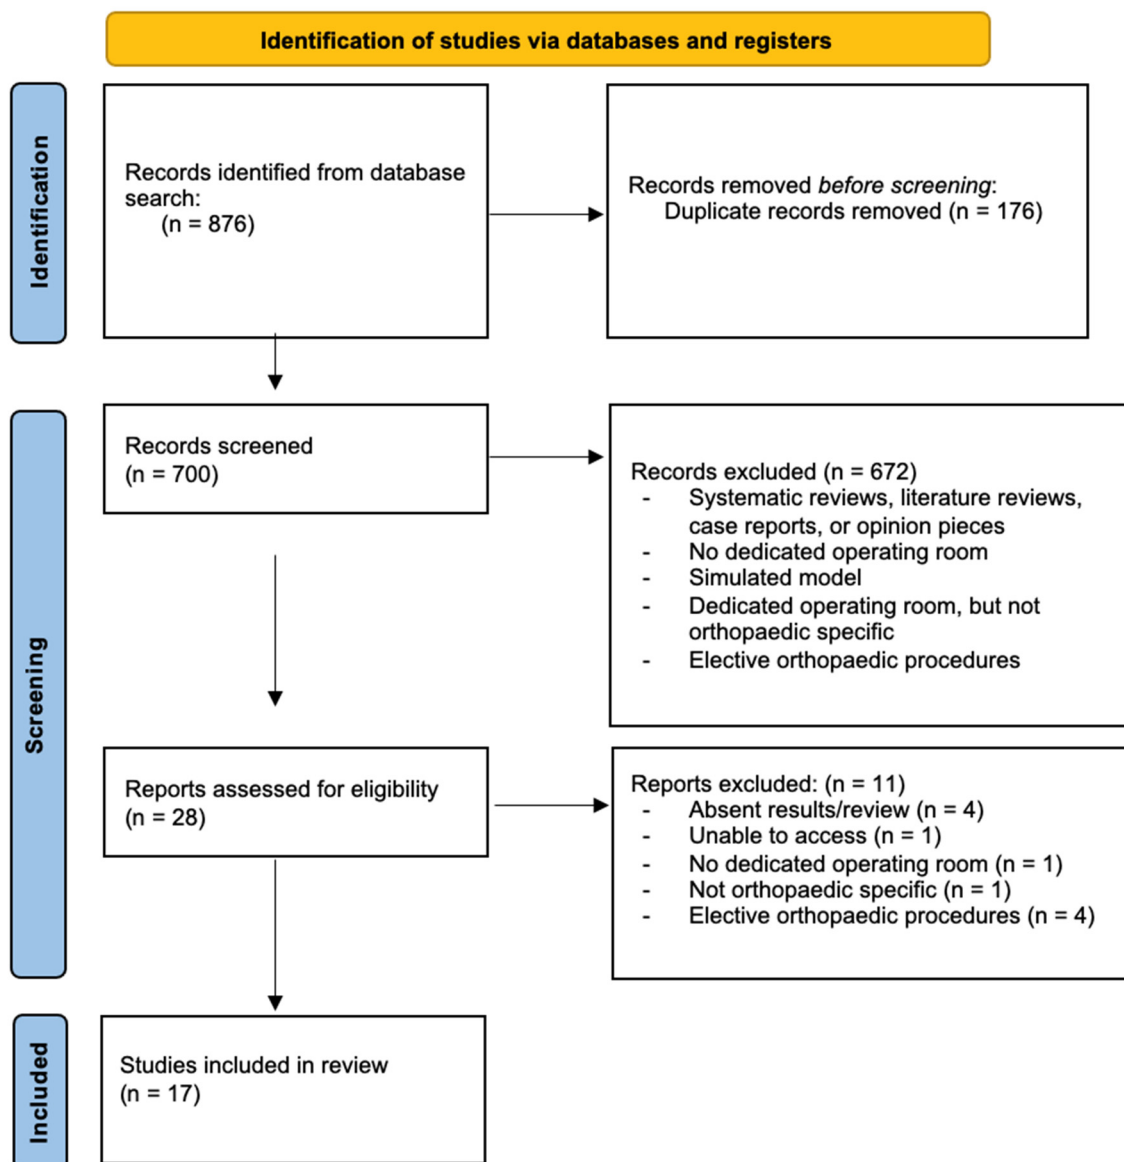 Identification of studies via databases and registers
Identification
Records identified from database
search:
(n = 876)
Records removed before screening:
Duplicate records removed (n = 176)
Screening
Records screened
(n = 700)
Records excluded (n = 672)
- Systematic reviews, literature reviews,
case reports, or opinion pieces
- No dedicated operating room
- Simulated model
- Dedicated operating room, but not
orthopaedic specific
- Elective orthopaedic procedures
Reports assessed for eligibility
(n = 28)
Reports excluded: (n = 11)
- Absent results/review (n = 4)
- Unable to access (n = 1)
- No dedicated operating room (n = 1)
- Not orthopaedic specific (n = 1)
- Elective orthopaedic procedures (n = 4)
Included
Studies included in review
(n = 17)